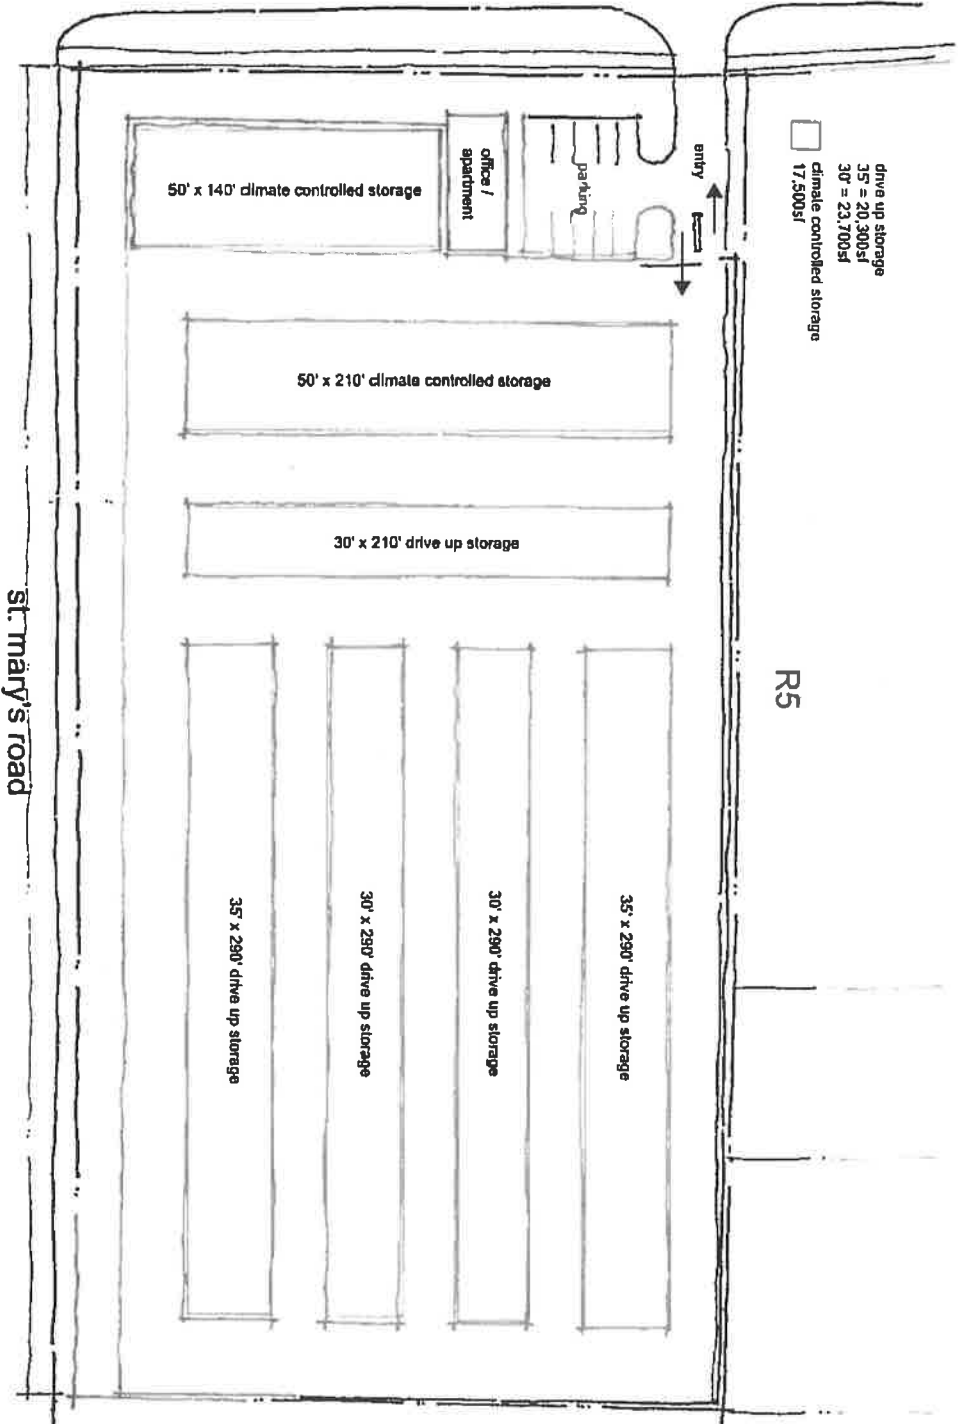 drive up storage
35' = 20,300sf
30' = 23,700sf
climate controlled storage
17,500sf
entry
parking
office /
apartment
50' x 140' climate controlled storage
50' x 210' climate controlled storage
30' x 210' drive up storage
35' x 290' drive up storage
30' x 290' drive up storage
30' x 290' drive up storage
35' x 290' drive up storage
R5
st. mary's road